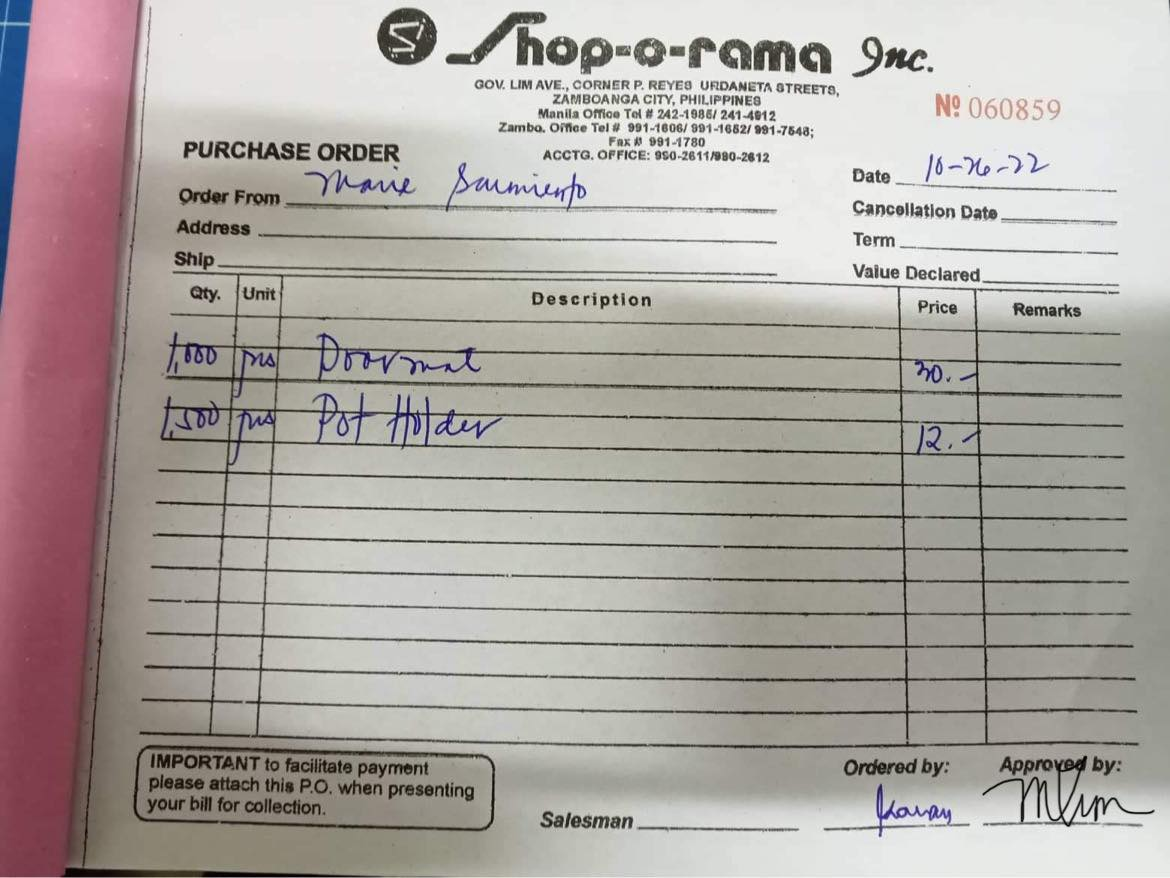 Shop-o-rama Inc.
GOV. LIM AVE., CORNER P. REYES URDANETA STREETS,
ZAMBOANGA CITY, PHILIPPINES
Manila Office Tel # 242-1986/ 241-4912
Zambo. Office Tel # 991-1606/ 991-1652/ 991-7548;
Fax # 991-1780
ACCTG. OFFICE: 990-2611/990-2612
Nº 060859
PURCHASE ORDER
Date 10-26-22
Order From Marie Sarmiento
Cancellation Date
Address
Term
Ship
Value Declared
Qty. Unit Description Price Remarks
1,000 pcs Doormat 30.-
1,500 pcs Pot Holder 12.-
IMPORTANT to facilitate payment
please attach this P.O. when presenting
your bill for collection.
Salesman
Ordered by:
Approved by:
MLim